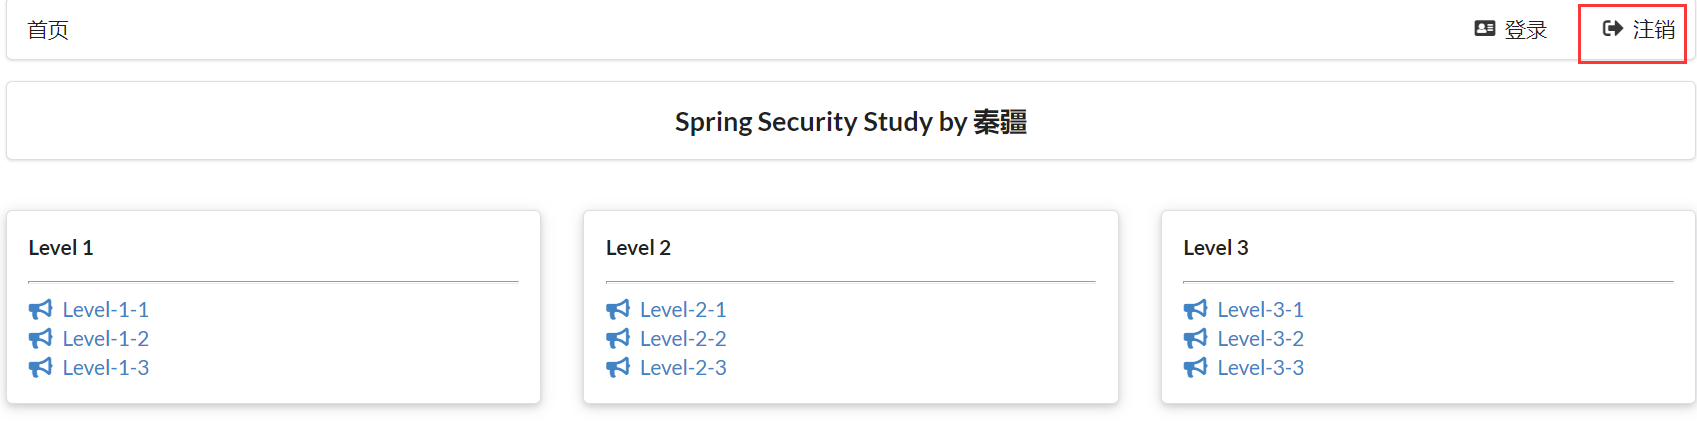 首页
登录
注销
Spring Security Study by 秦疆
Level 1
Level-1-1
Level-1-2
Level-1-3
Level 2
Level-2-1
Level-2-2
Level-2-3
Level 3
Level-3-1
Level-3-2
Level-3-3